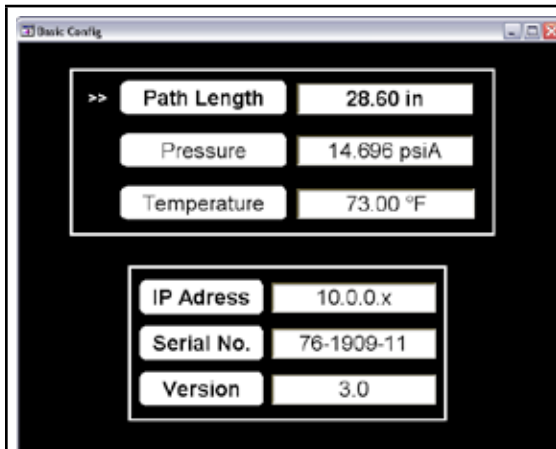 Basic Config
>> Path Length 28.60 in
Pressure 14.696 psiA
Temperature 73.00 °F
IP Adress 10.0.0.x
Serial No. 76-1909-11
Version 3.0